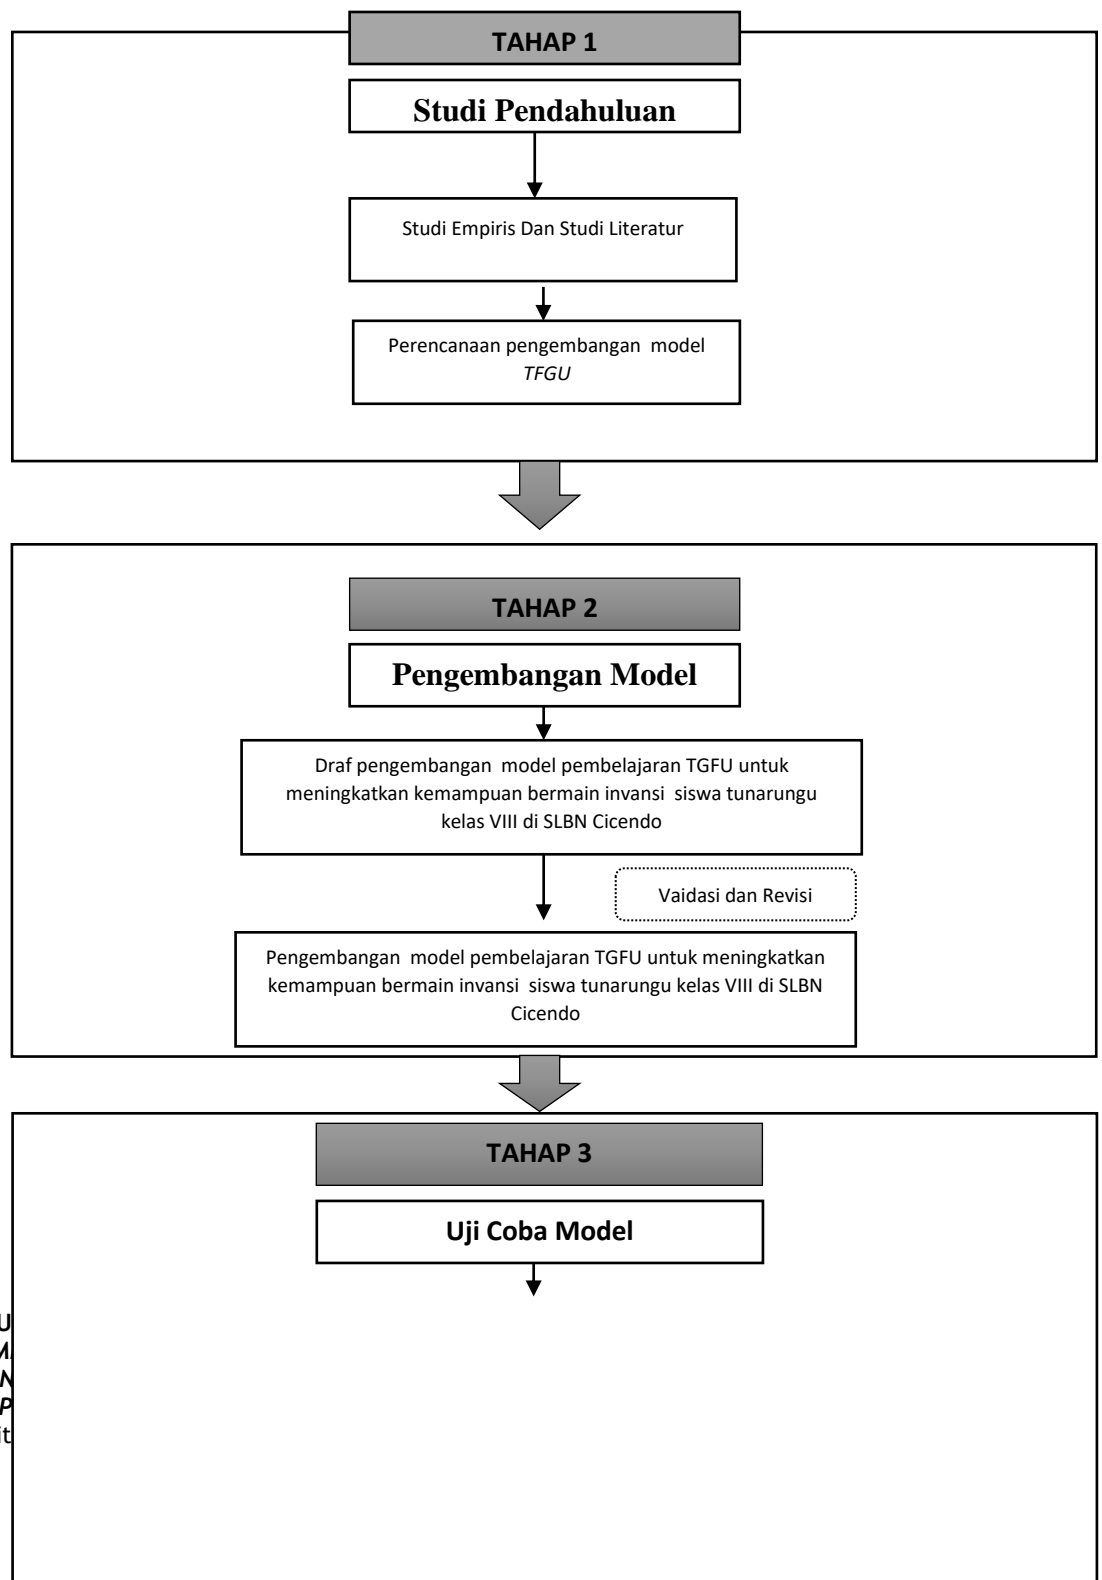 TAHAP 1
Studi Pendahuluan
Studi Empiris Dan Studi Literatur
Perencanaan pengembangan model
TFGU
TAHAP 2
Pengembangan Model
Draf pengembangan model pembelajaran TGFU untuk
meningkatkan kemampuan bermain invansi siswa tunarungu
kelas VIII di SLBN Cicendo
Vaidasi dan Revisi
Pengembangan model pembelajaran TGFU untuk meningkatkan
kemampuan bermain invansi siswa tunarungu kelas VIII di SLBN
Cicendo
TAHAP 3
Uji Coba Model